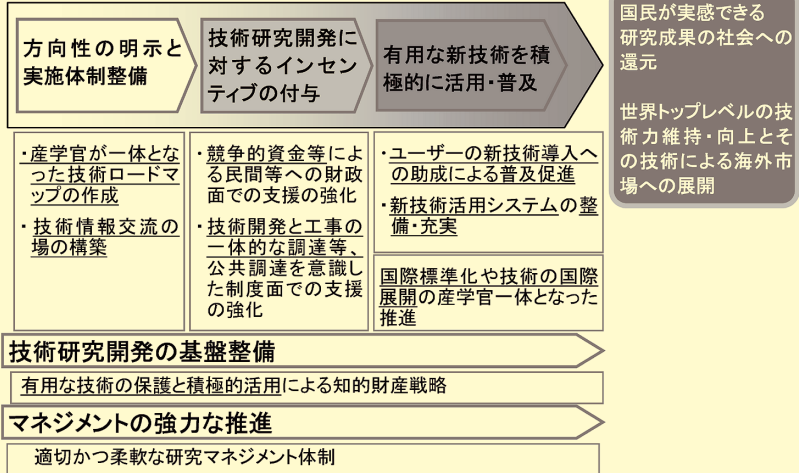 方向性の明示と
実施体制整備
技術研究開発に
対するインセン
ティブの付与
有用な新技術を積
極的に活用・普及
国民が実感できる
研究成果の社会への
還元
世界トップレベルの技
術力維持・向上とそ
の技術による海外市
場への展開
・産学官が一体とな
った技術ロードマ
ップの作成
・技術情報交流の
場の構築
・競争的資金等によ
る民間等への財政
面での支援の強化
・技術開発と工事の
一体的な調達等、
公共調達を意識し
た制度面での支援
の強化
・ユーザーの新技術導入へ
の助成による普及促進
・新技術活用システムの整
備・充実
国際標準化や技術の国際
展開の産学官一体となった
推進
技術研究開発の基盤整備
有用な技術の保護と積極的活用による知的財産戦略
マネジメントの強力な推進
適切かつ柔軟な研究マネジメント体制